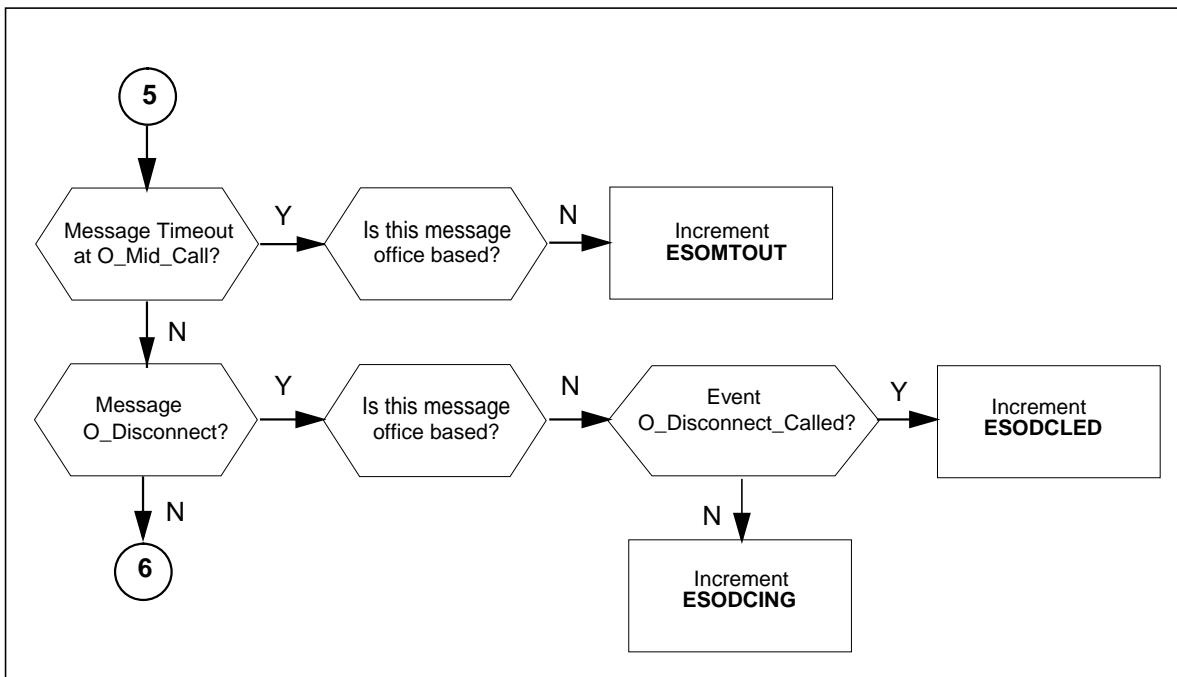 5
Message Timeout
at O_Mid_Call?
Y
Is this message
office based?
N
Increment
ESOMTOUT
N
Message
O_Disconnect?
Y
Is this message
office based?
N
Event
O_Disconnect_Called?
Y
Increment
ESODCLED
N
N
6
Increment
ESODCING